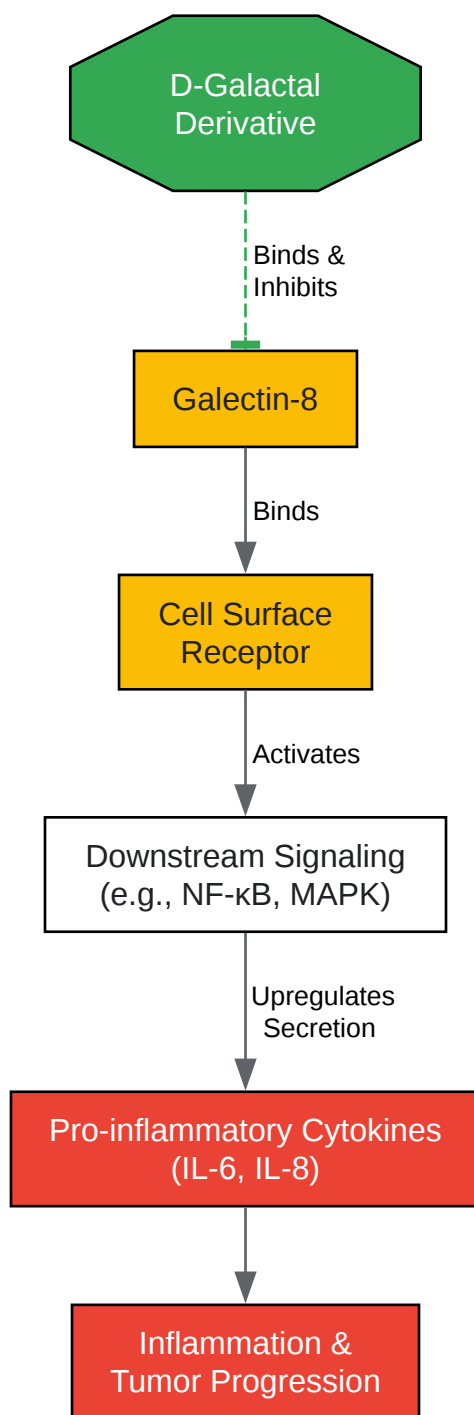 D-Galactal
Derivative
Binds &
Inhibits
Galectin-8
Binds
Cell Surface
Receptor
Activates
Downstream Signaling
(e.g., NF-κB, MAPK)
Upregulates
Secretion
Pro-inflammatory Cytokines
(IL-6, IL-8)
Inflammation &
Tumor Progression